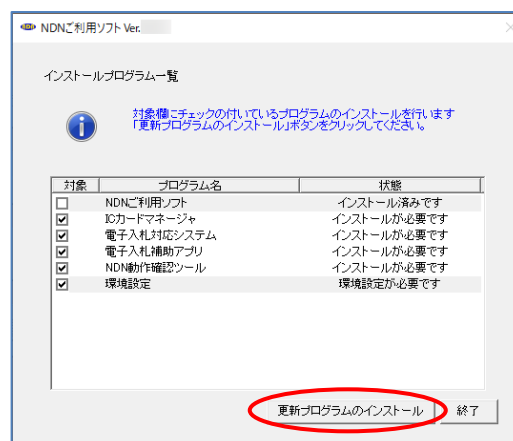 NDNご利用ソフト Ver.
インストールプログラム一覧
対象欄にチェックの付いているプログラムのインストールを行います
「更新プログラムのインストール」ボタンをクリックしてください。
対象 プログラム名 状態
NDNご利用ソフト インストール済みです
ICカードマネージャ インストールが必要です
電子入札対応システム インストールが必要です
電子入札補助アプリ インストールが必要です
NDN動作確認ツール インストールが必要です
環境設定 環境設定が必要です
更新プログラムのインストール 終了